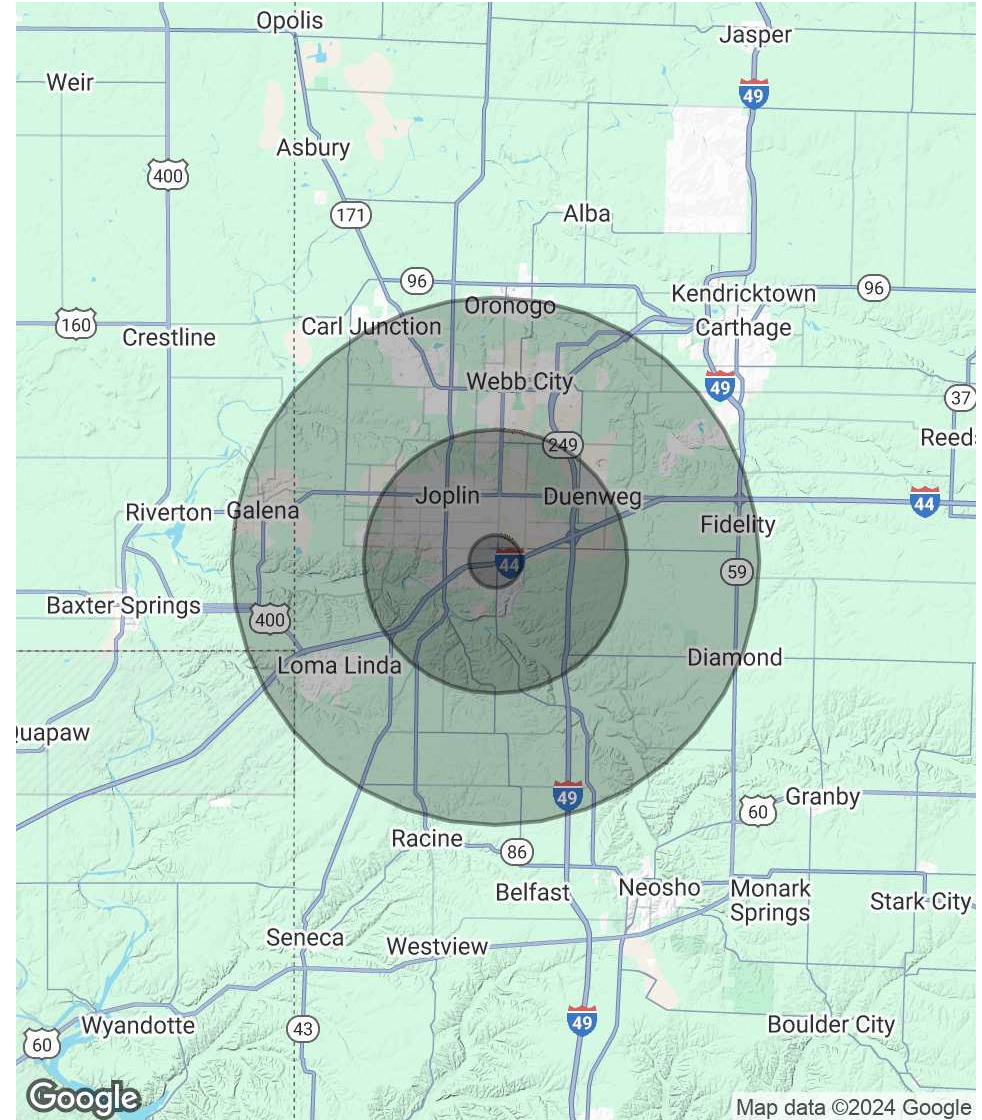 Opolis
Jasper
Weir
49
Asbury
400
171
Alba
96
Kendricktown
96
Oronogo
160
Crestline
Carl Junction
Carthage
Webb City
49
37
Reeds
249
Joplin
Duenweg
44
Riverton
Galena
Fidelity
44
59
Baxter Springs
400
Loma Linda
Diamond
uapaw
49
Granby
60
Racine
86
Belfast
Neosho
Monark
Springs
Stark City
Seneca
Westview
Wyandotte
43
49
Boulder City
60
Google
Map data ©2024 Google